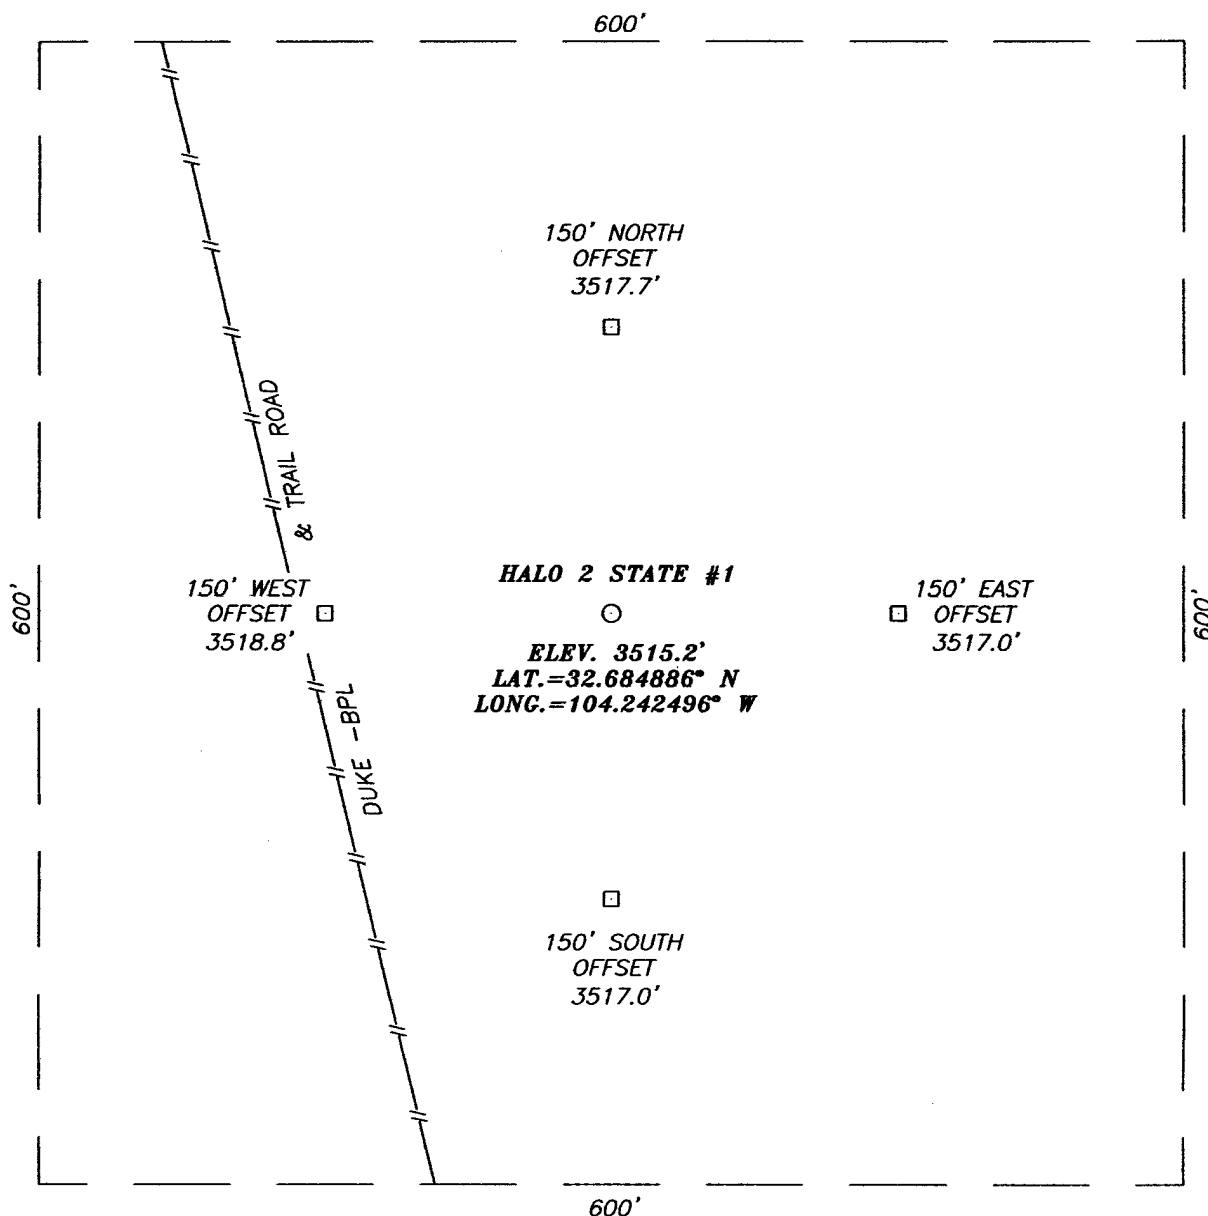 600'
150' NORTH
OFFSET
3517.7'
& TRAIL ROAD
HALO 2 STATE #1
150' WEST
OFFSET
3518.8'
150' EAST
OFFSET
3517.0'
600'
600'
ELEV. 3515.2'
LAT.=32.684886° N
LONG.=104.242496° W
DUKE -BPL
150' SOUTH
OFFSET
3517.0'
600'